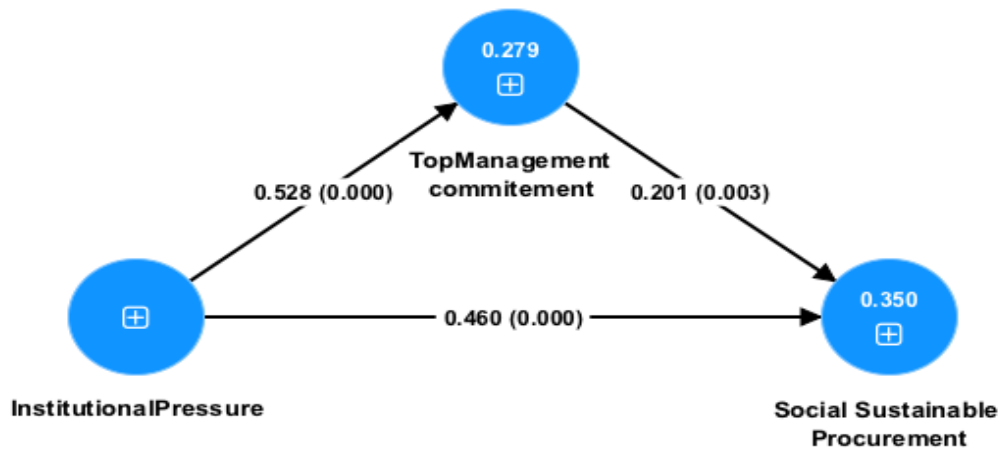 0.279
TopManagement
commitement
0.528 (0.000)
0.201 (0.003)
0.460 (0.000)
0.350
InstitutionalPressure
Social Sustainable
Procurement